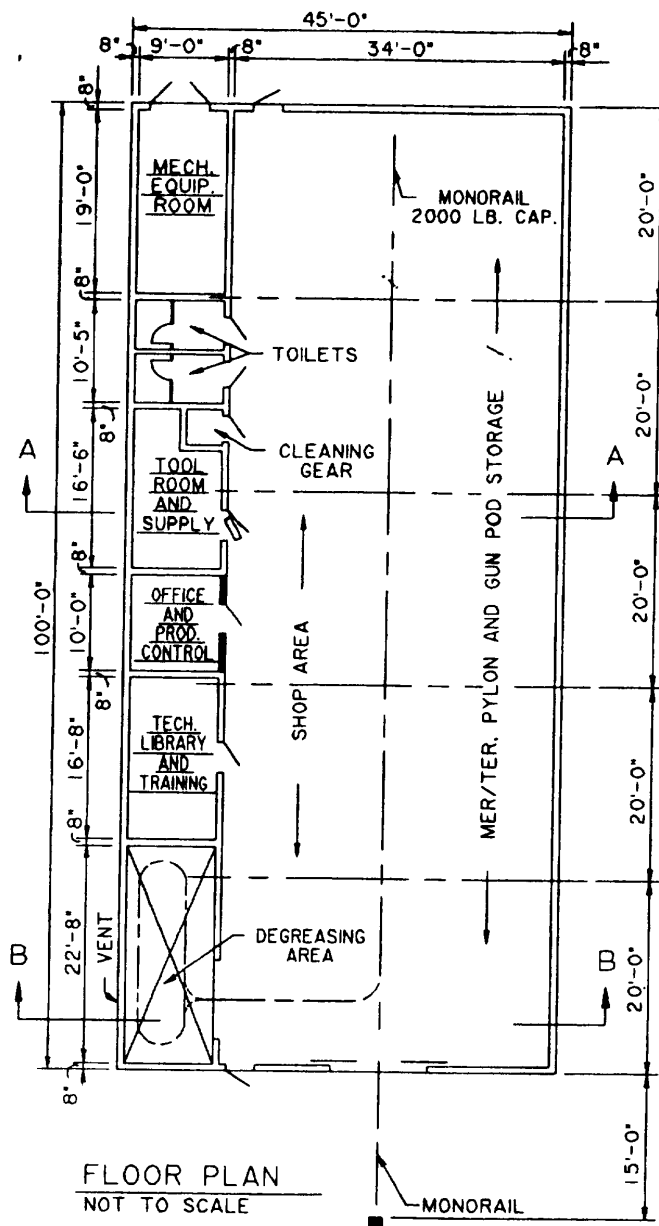 45'-0"
8" 9'-0" 8" 34'-0" 8"
8"
19'-0"
MECH.
EQUIP.
ROOM
MONORAIL
2000 LB. CAP.
20'-0"
8"
10'-5"
TOILETS
20'-0"
8"
A
16'-6"
CLEANING
GEAR
TOOL
ROOM
AND
SUPPLY
A
MER/TER, PYLON AND GUN POD STORAGE
8"
100'-0"
10'-0"
OFFICE
AND
PROD.
CONTROL
SHOP AREA
20'-0"
8"
16'-8"
TECH.
LIBRARY
AND
TRAINING
20'-0"
8"
22'-8"
VENT
DEGREASING
AREA
B
B
20'-0"
8"
15'-0"
FLOOR PLAN
NOT TO SCALE
MONORAIL